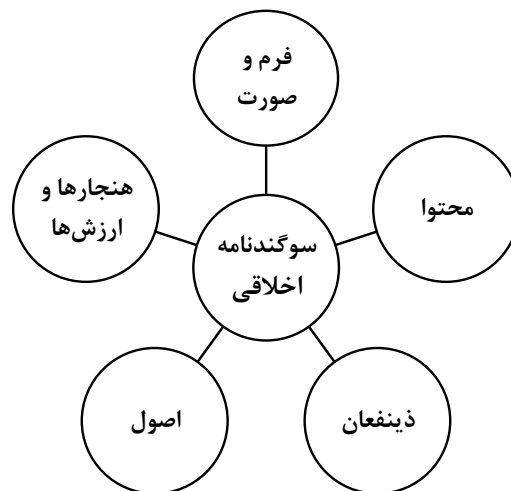 فرم و
صورت
هنجارها و
ارزش‌ها
محتوا
سوگندنامه
اخلاقی
اصول
ذینفعان